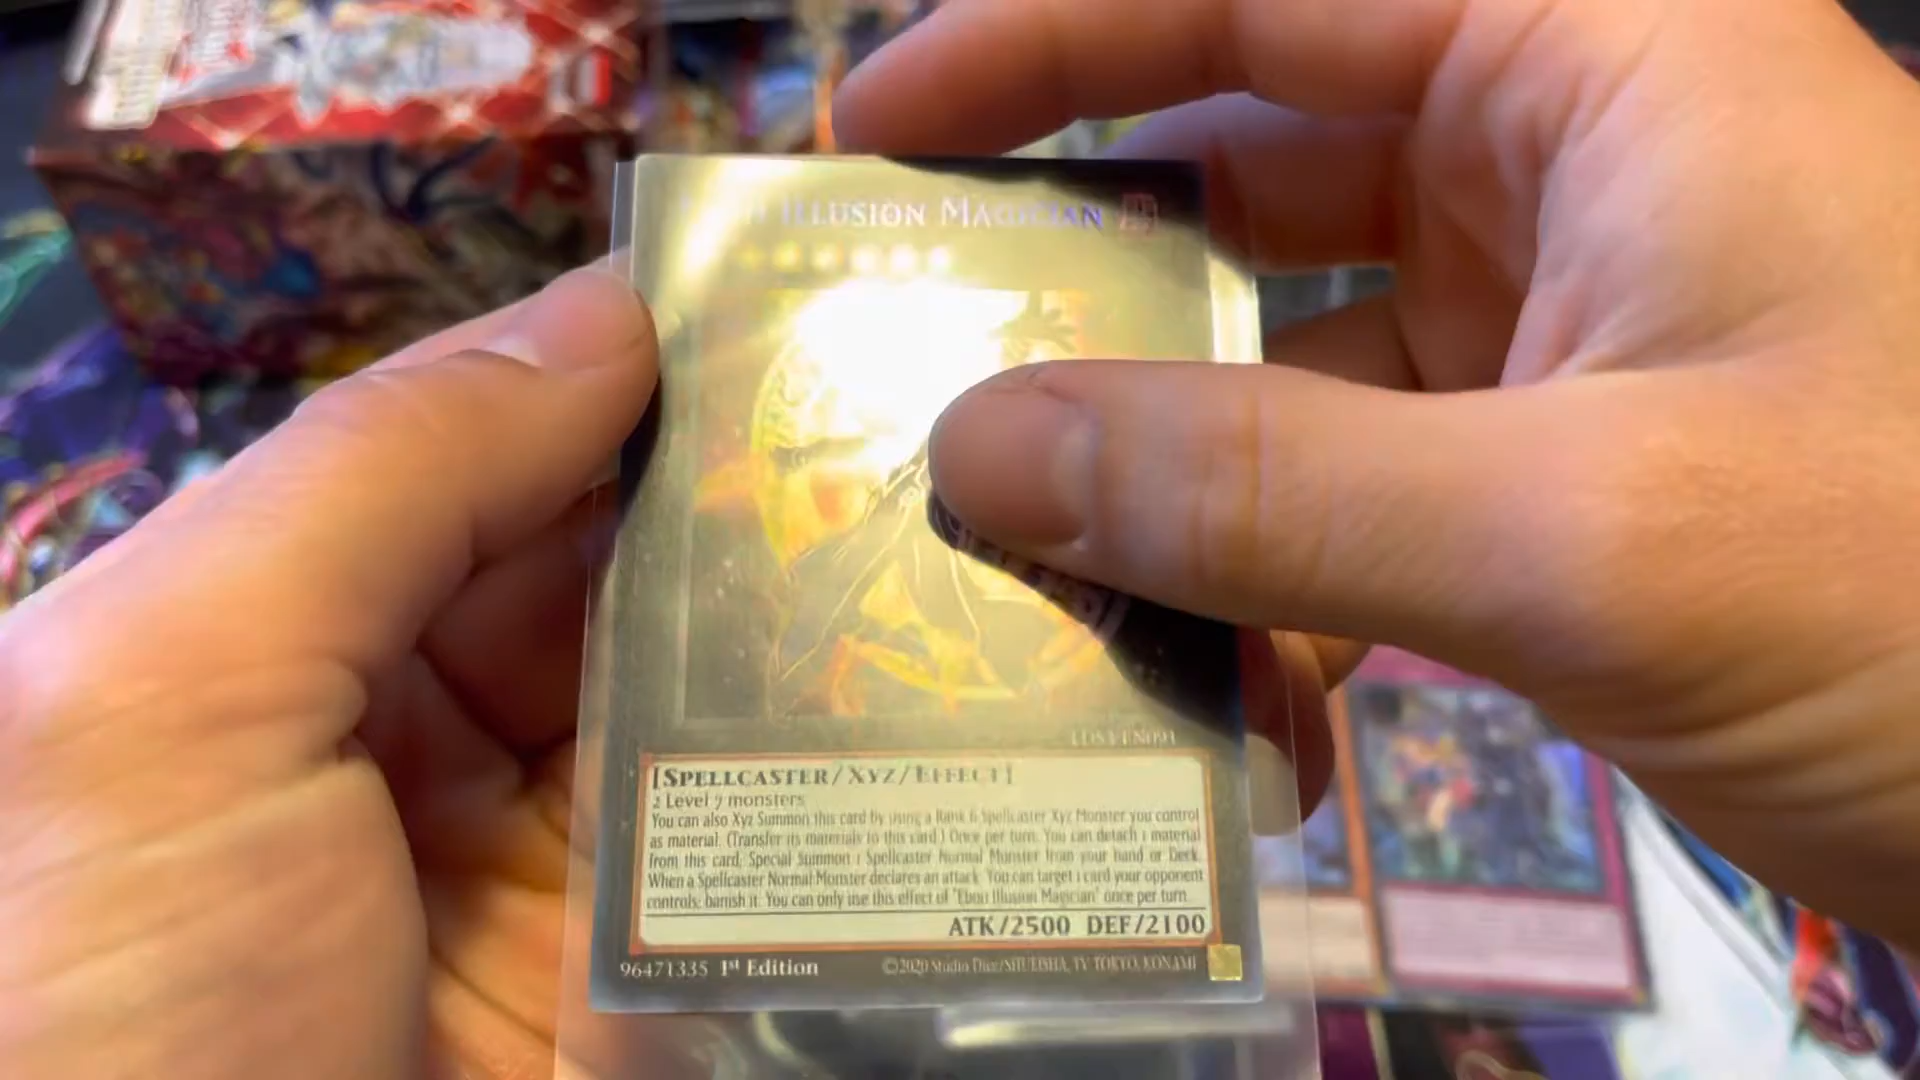 Illusion Magician
[Spellcaster/Xyz/Effect]
2 Level 7 monsters
You can also Xyz Summon this card by using a Rank 6 Spellcaster Xyz Monster you control
as material. (Transfer its materials to this card.) Once per turn: You can detach 1 material
from this card; Special Summon 1 Spellcaster Normal Monster from your hand or Deck.
When a Spellcaster Normal Monster declares an attack: You can target 1 card your opponent
controls; banish it. You can only use this effect of "Ebon Illusion Magician" once per turn.
ATK/2500 DEF/2100
96471335 1st Edition
©2020 Studio Dice/SHUEISHA, TV TOKYO, KONAMI